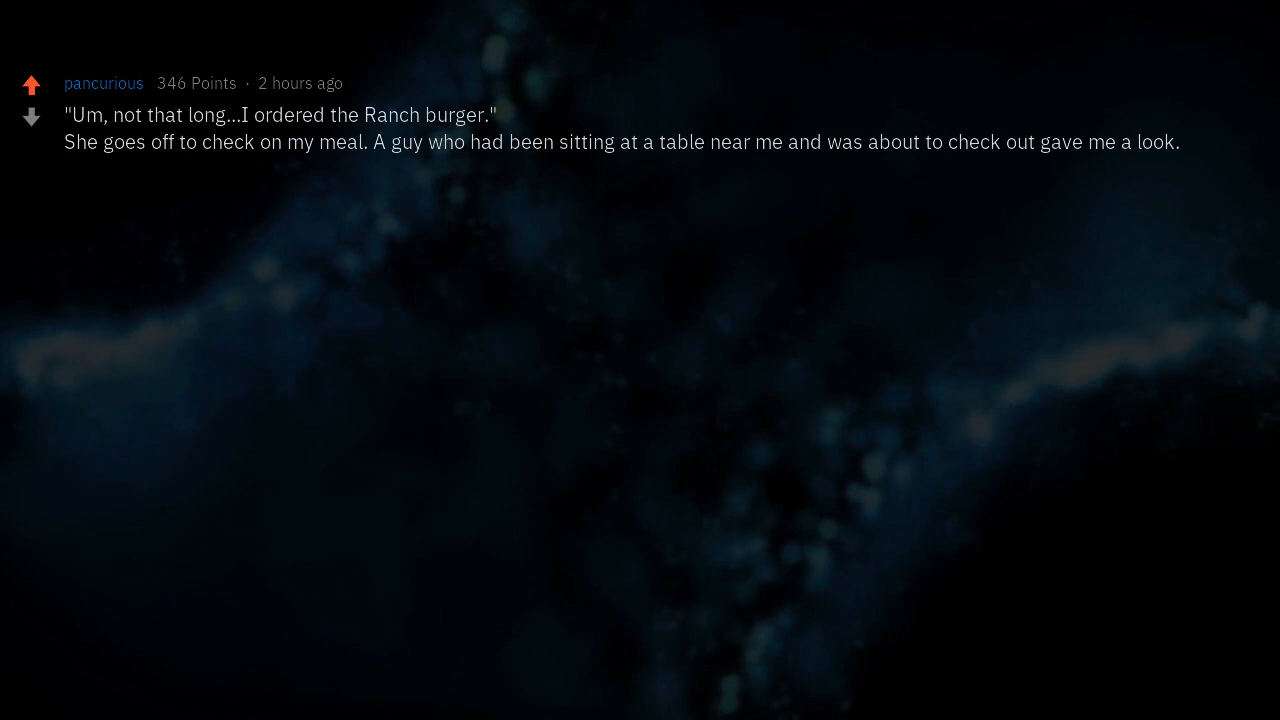 pancurious 346 Points · 2 hours ago
"Um, not that long...I ordered the Ranch burger."
She goes off to check on my meal. A guy who had been sitting at a table near me and was about to check out gave me a look.